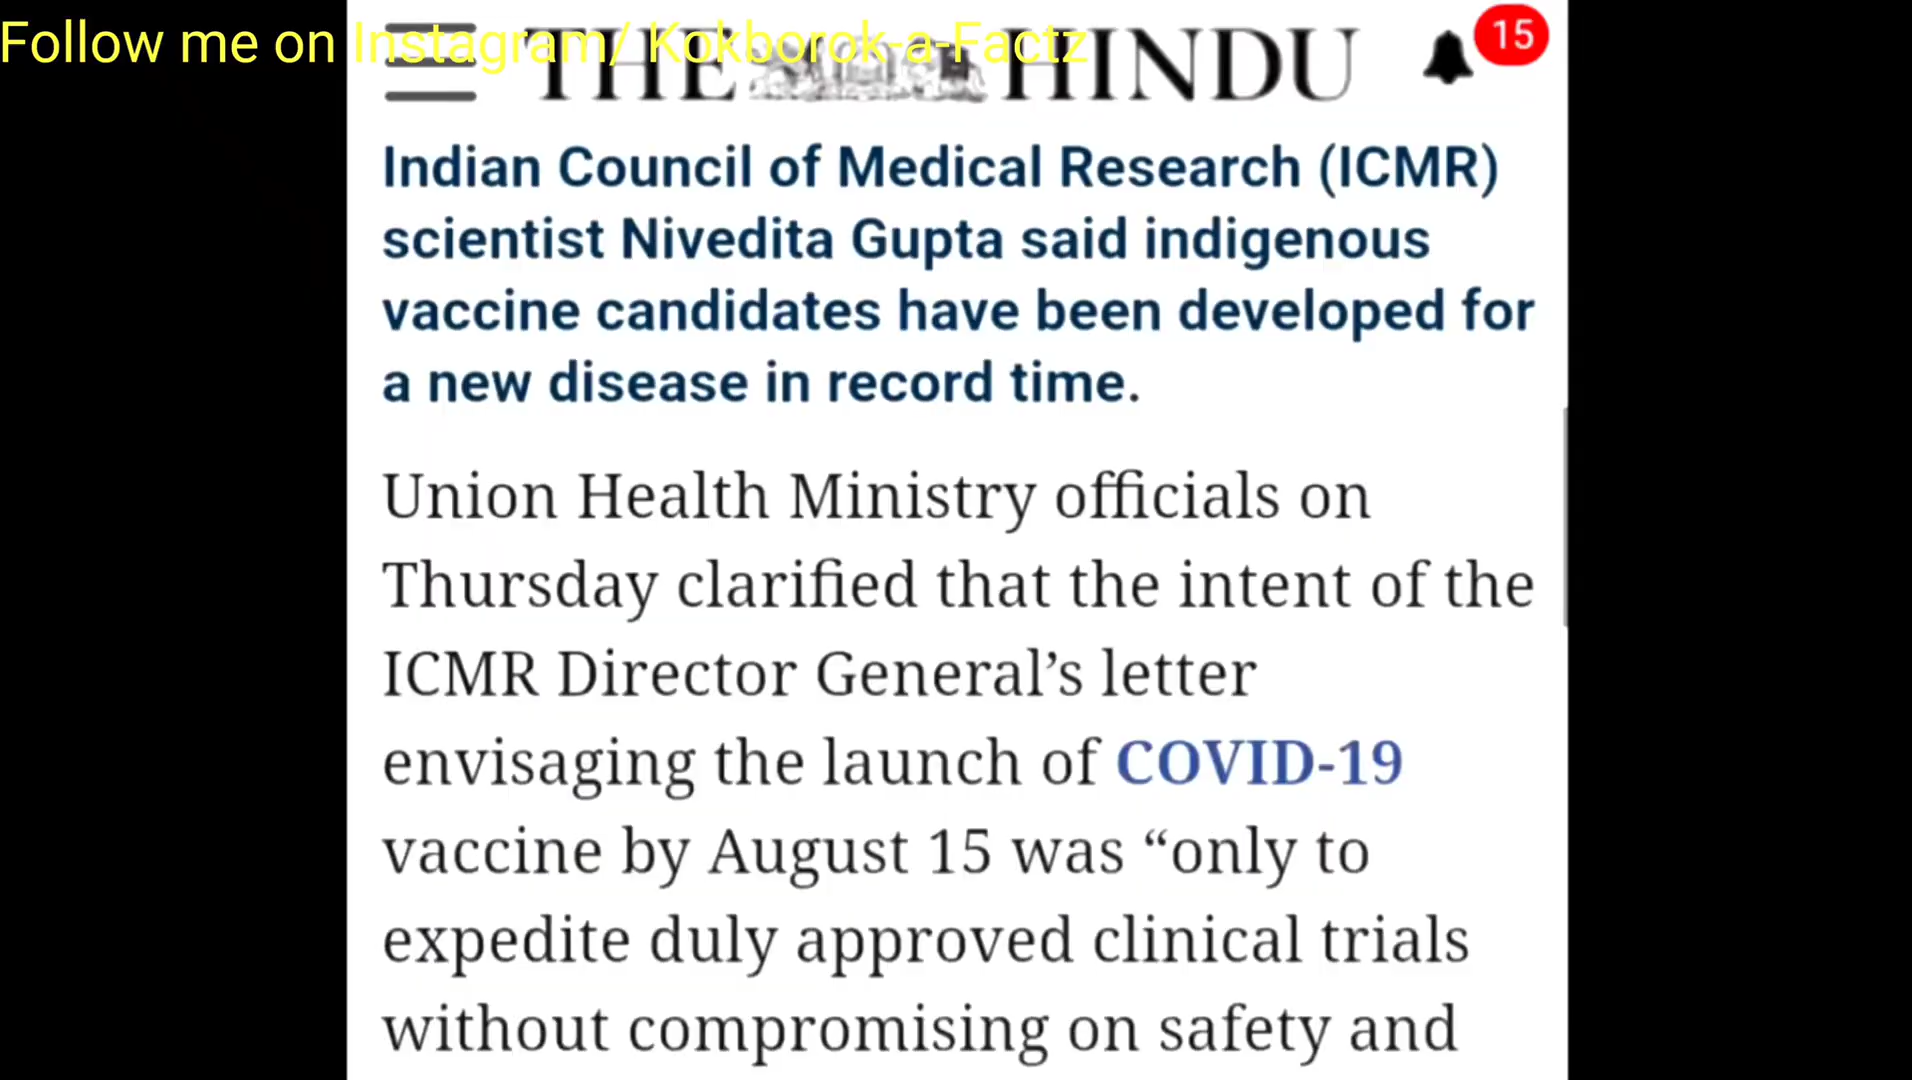 Follow me on Instagram/ Kokborok-a-Factz
THE HINDU
15
Indian Council of Medical Research (ICMR)
scientist Nivedita Gupta said indigenous
vaccine candidates have been developed for
a new disease in record time.
Union Health Ministry officials on
Thursday clarified that the intent of the
ICMR Director General’s letter
envisaging the launch of COVID-19
vaccine by August 15 was “only to
expedite duly approved clinical trials
without compromising on safety and